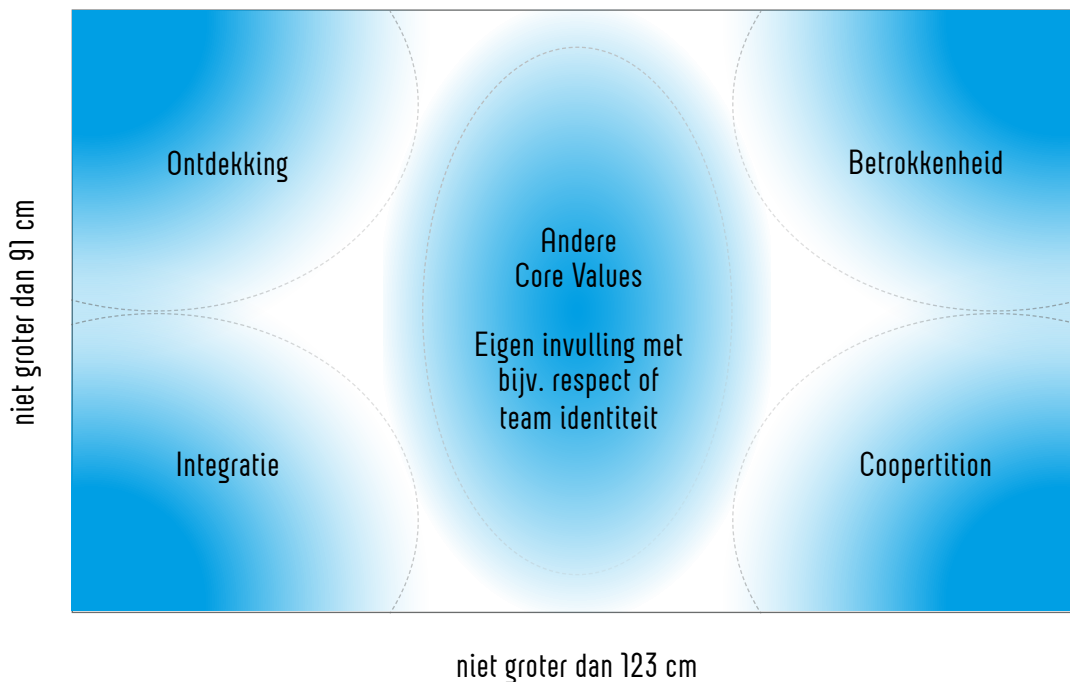 Ontdekking
Betrokkenheid
niet groter dan 91 cm
Andere
Core Values
Eigen invulling met
bijv. respect of
team identiteit
Integratie
Coopertition
niet groter dan 123 cm